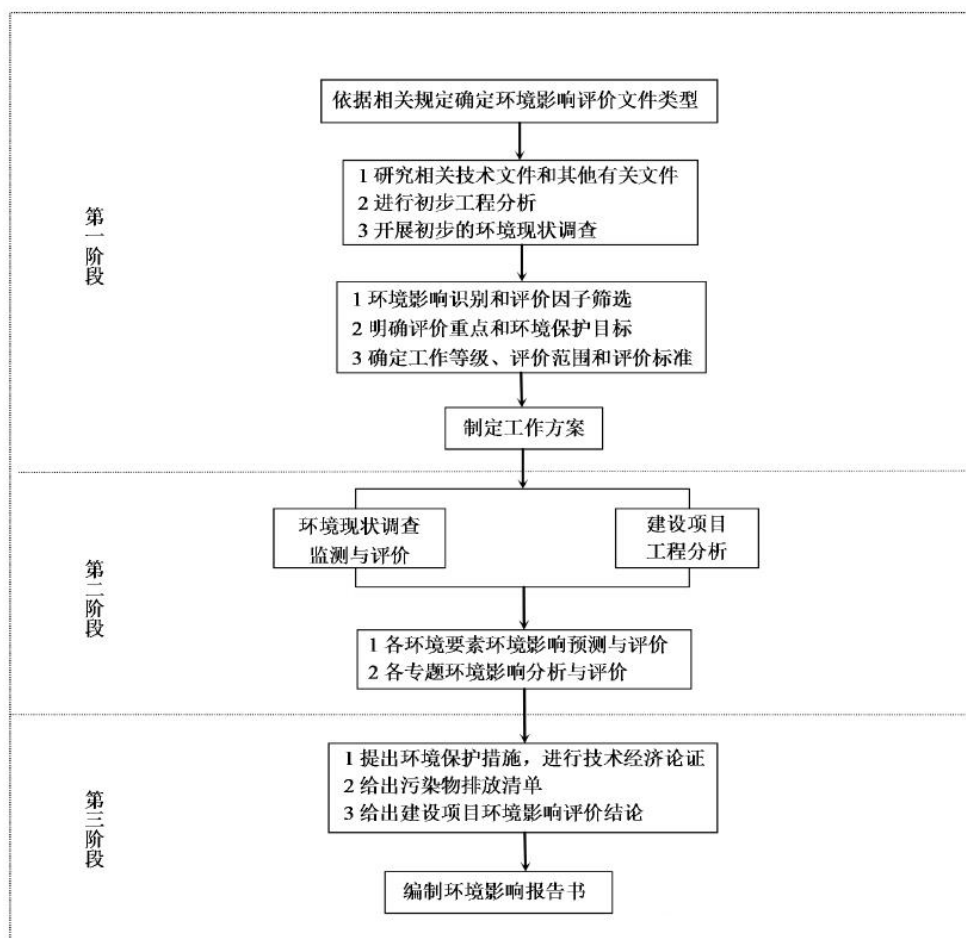 依据相关规定确定环境影响评价文件类型
1 研究相关技术文件和其他有关文件
2 进行初步工程分析
3 开展初步的环境现状调查
第一阶段
1 环境影响识别和评价因子筛选
2 明确评价重点和环境保护目标
3 确定工作等级、评价范围和评价标准
制定工作方案
环境现状调查
监测与评价
建设项目
工程分析
第二阶段
1 各环境要素环境影响预测与评价
2 各专题环境影响分析与评价
1 提出环境保护措施，进行技术经济论证
2 给出污染物排放清单
3 给出建设项目环境影响评价结论
第三阶段
编制环境影响报告书